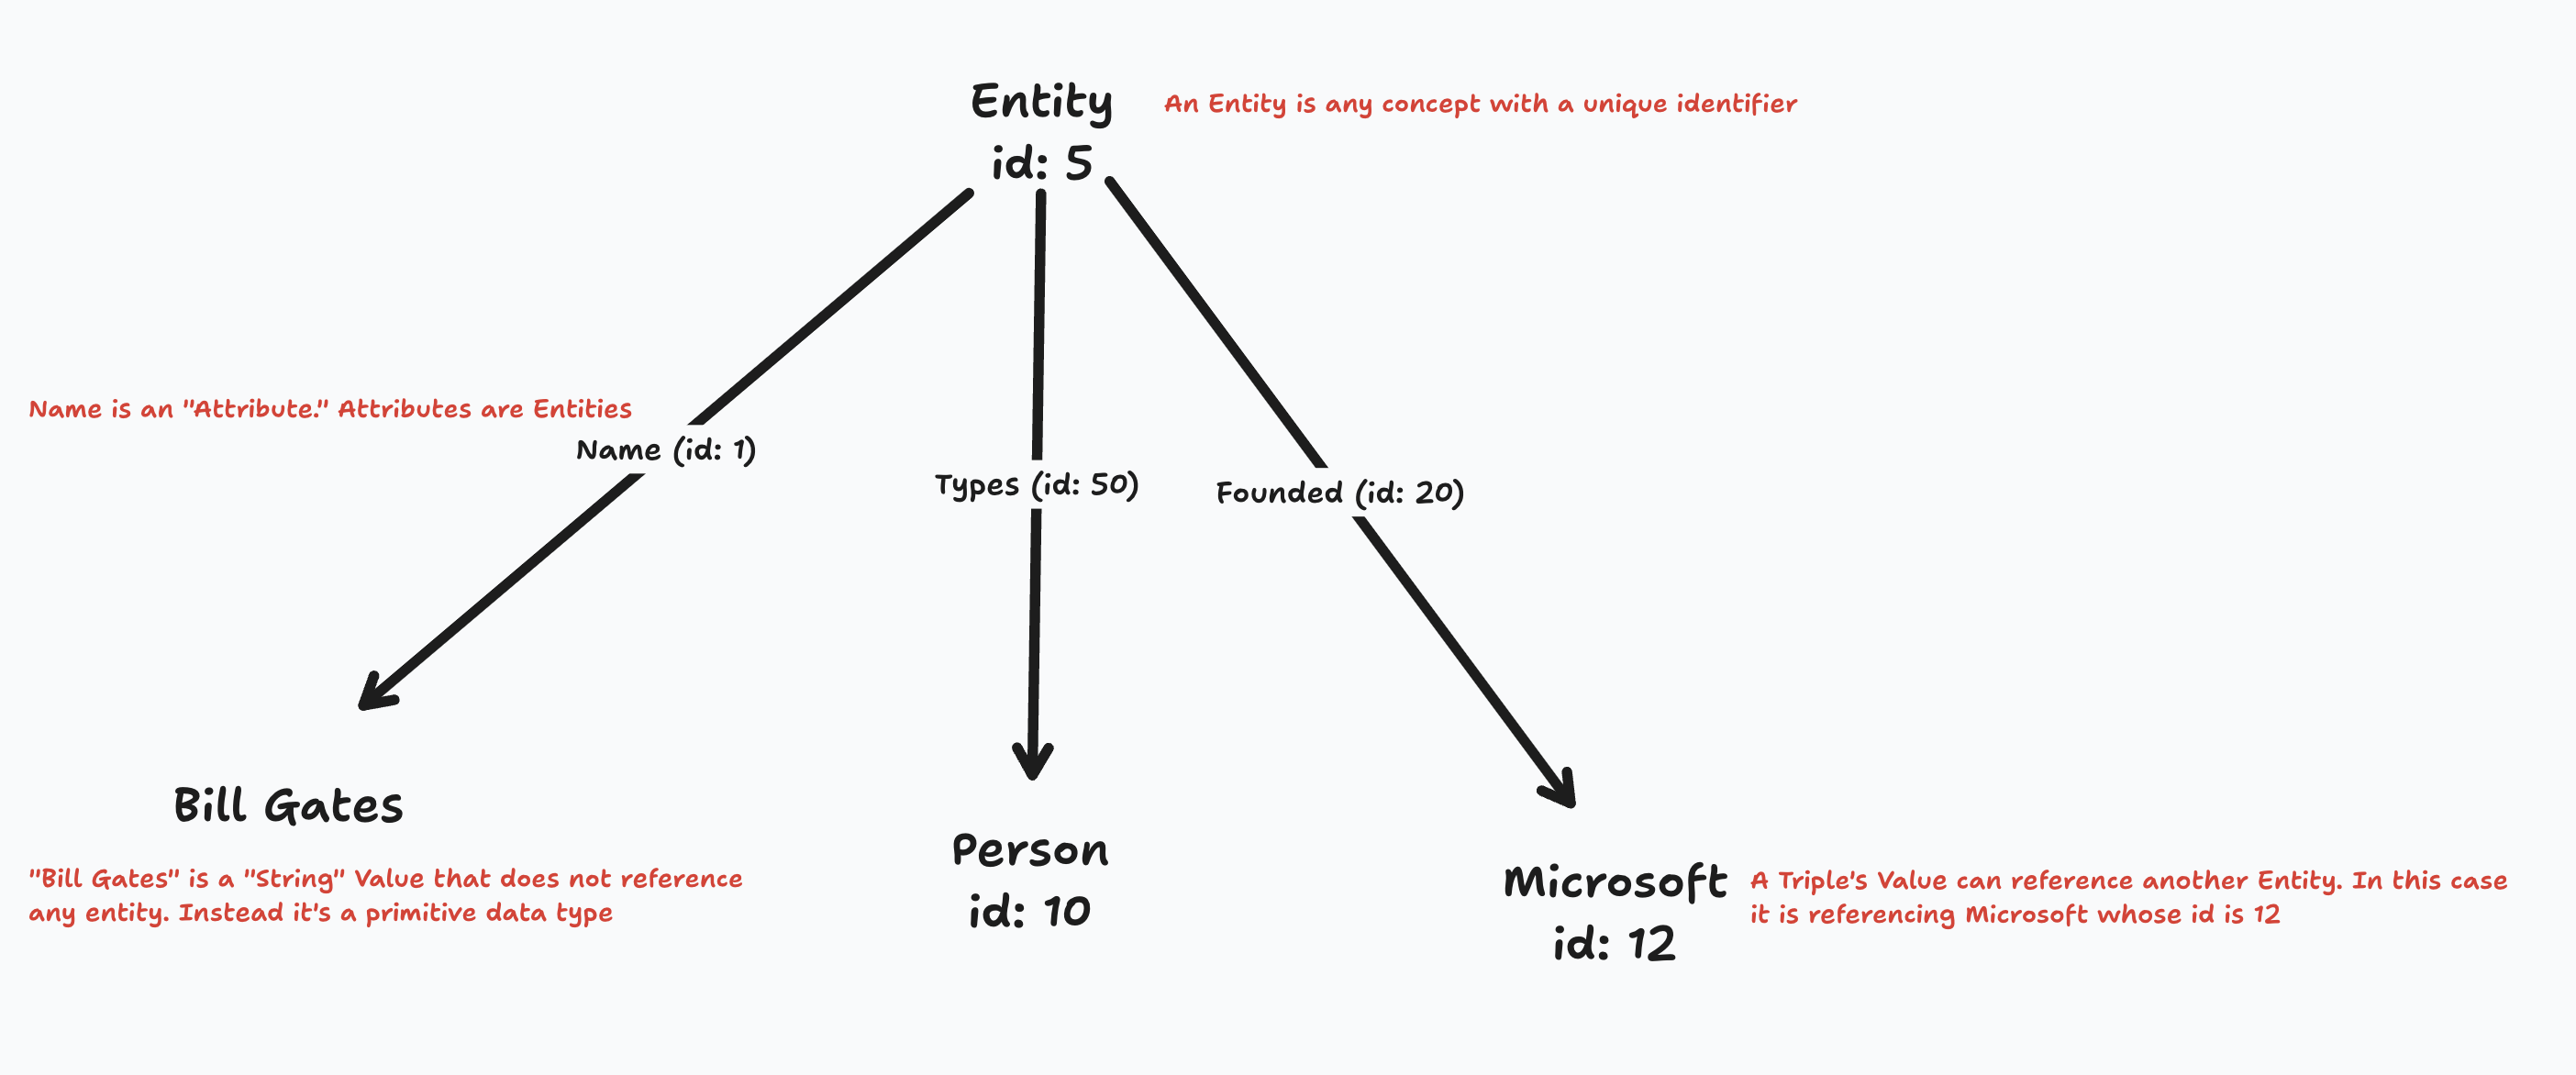 Entity
id: 5
An Entity is any concept with a unique identifier
Name is an "Attribute." Attributes are Entities
Name (id: 1)
Types (id: 50)
Founded (id: 20)
Bill Gates
"Bill Gates" is a "String" Value that does not reference
any entity. Instead it's a primitive data type
Person
id: 10
Microsoft
id: 12
A Triple's Value can reference another Entity. In this case
it is referencing Microsoft whose id is 12